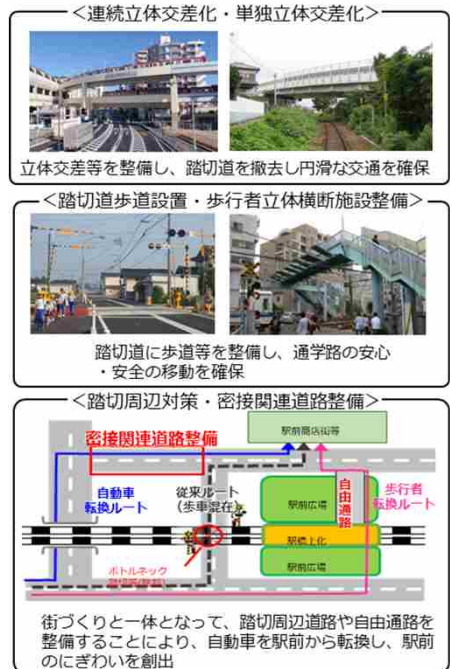 <連続立体交差化・単独立体交差化>
立体交差等を整備し、踏切道を撤去し円滑な交通を確保
<踏切道歩道設置・歩行者立体横断施設整備>
踏切道に歩道等を整備し、通学路の安心
・安全の移動を確保
<踏切周辺対策・密接関連道路整備>
駅前商店街等
密接関連道路整備
自動車
転換ルート
従来ルート
(歩車混在)
駅前広場
自由通路
歩行者
転換ルート
駅橋上化
ボトルネック
駅前広場
街づくりと一体となって、踏切周辺道路や自由通路を
整備することにより、自動車を駅前から転換し、駅前
のにぎわいを創出